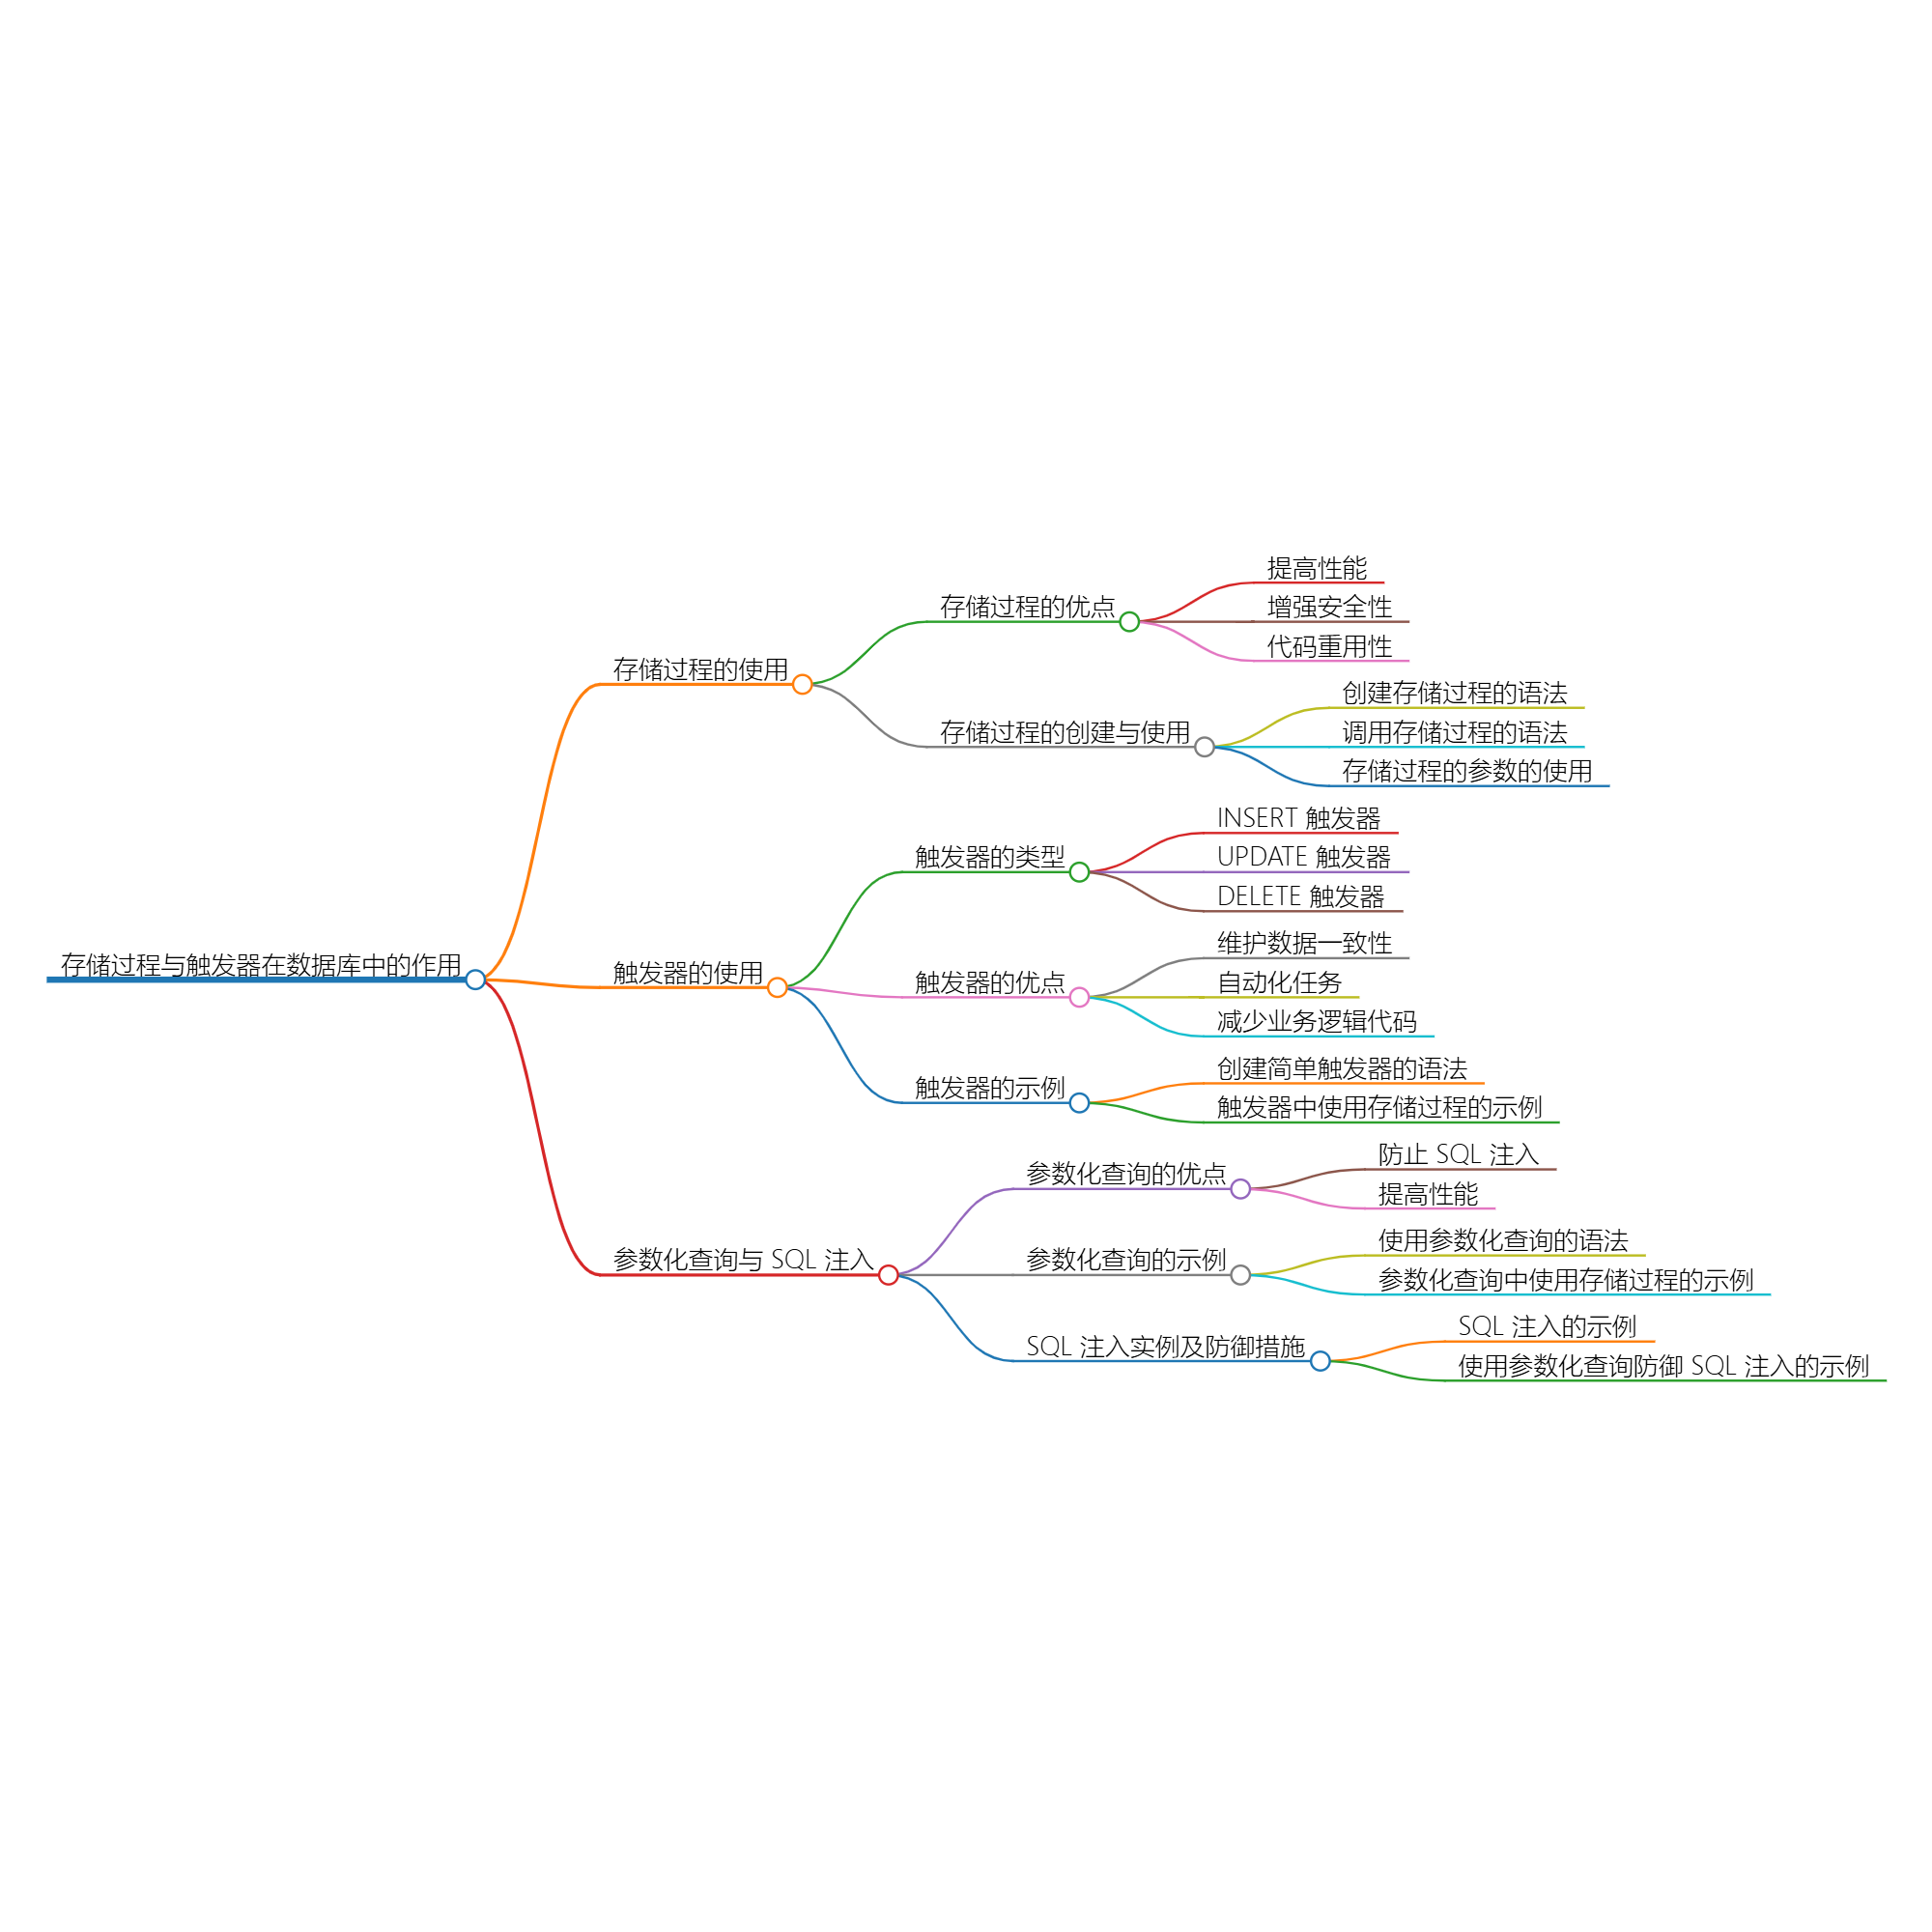 存储过程与触发器在数据库中的作用
存储过程的使用
存储过程的优点
提高性能
增强安全性
代码重用性
存储过程的创建与使用
创建存储过程的语法
调用存储过程的语法
存储过程的参数的使用
触发器的使用
触发器的类型
INSERT 触发器
UPDATE 触发器
DELETE 触发器
触发器的优点
维护数据一致性
自动化任务
减少业务逻辑代码
触发器的示例
创建简单触发器的语法
触发器中使用存储过程的示例
参数化查询与 SQL 注入
参数化查询的优点
防止 SQL 注入
提高性能
参数化查询的示例
使用参数化查询的语法
参数化查询中使用存储过程的示例
SQL 注入实例及防御措施
SQL 注入的示例
使用参数化查询防御 SQL 注入的示例